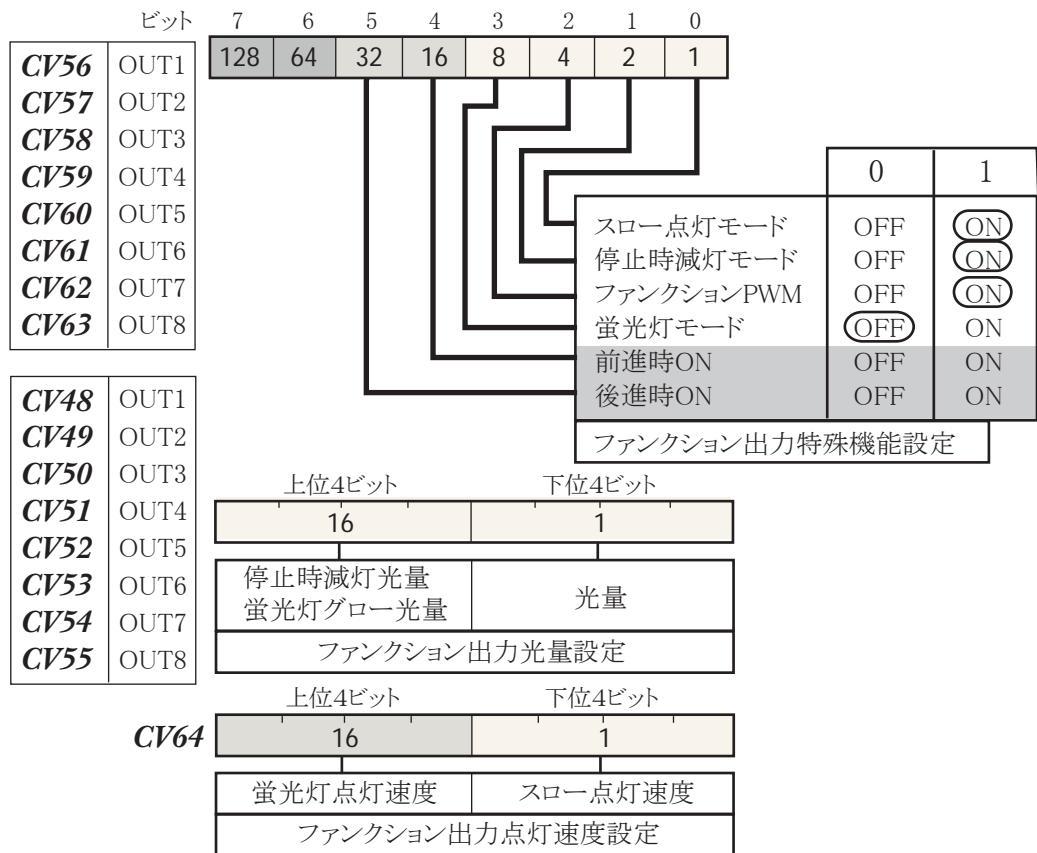 ビット 7 6 5 4 3 2 1 0
128 64 32 16 8 4 2 1
CV56 OUT1
CV57 OUT2
CV58 OUT3
CV59 OUT4
CV60 OUT5
CV61 OUT6
CV62 OUT7
CV63 OUT8
0 1
スロー点灯モード OFF ON
停止時減灯モード OFF ON
ファンクションPWM OFF ON
蛍光灯モード OFF ON
前進時ON OFF ON
後進時ON OFF ON
ファンクション出力特殊機能設定
CV48 OUT1
CV49 OUT2
CV50 OUT3
CV51 OUT4
CV52 OUT5
CV53 OUT6
CV54 OUT7
CV55 OUT8
上位4ビット 下位4ビット
16 1
停止時減灯光量
蛍光灯グロー光量
光量
ファンクション出力光量設定
上位4ビット 下位4ビット
CV64 16 1
蛍光灯点灯速度 スロー点灯速度
ファンクション出力点灯速度設定